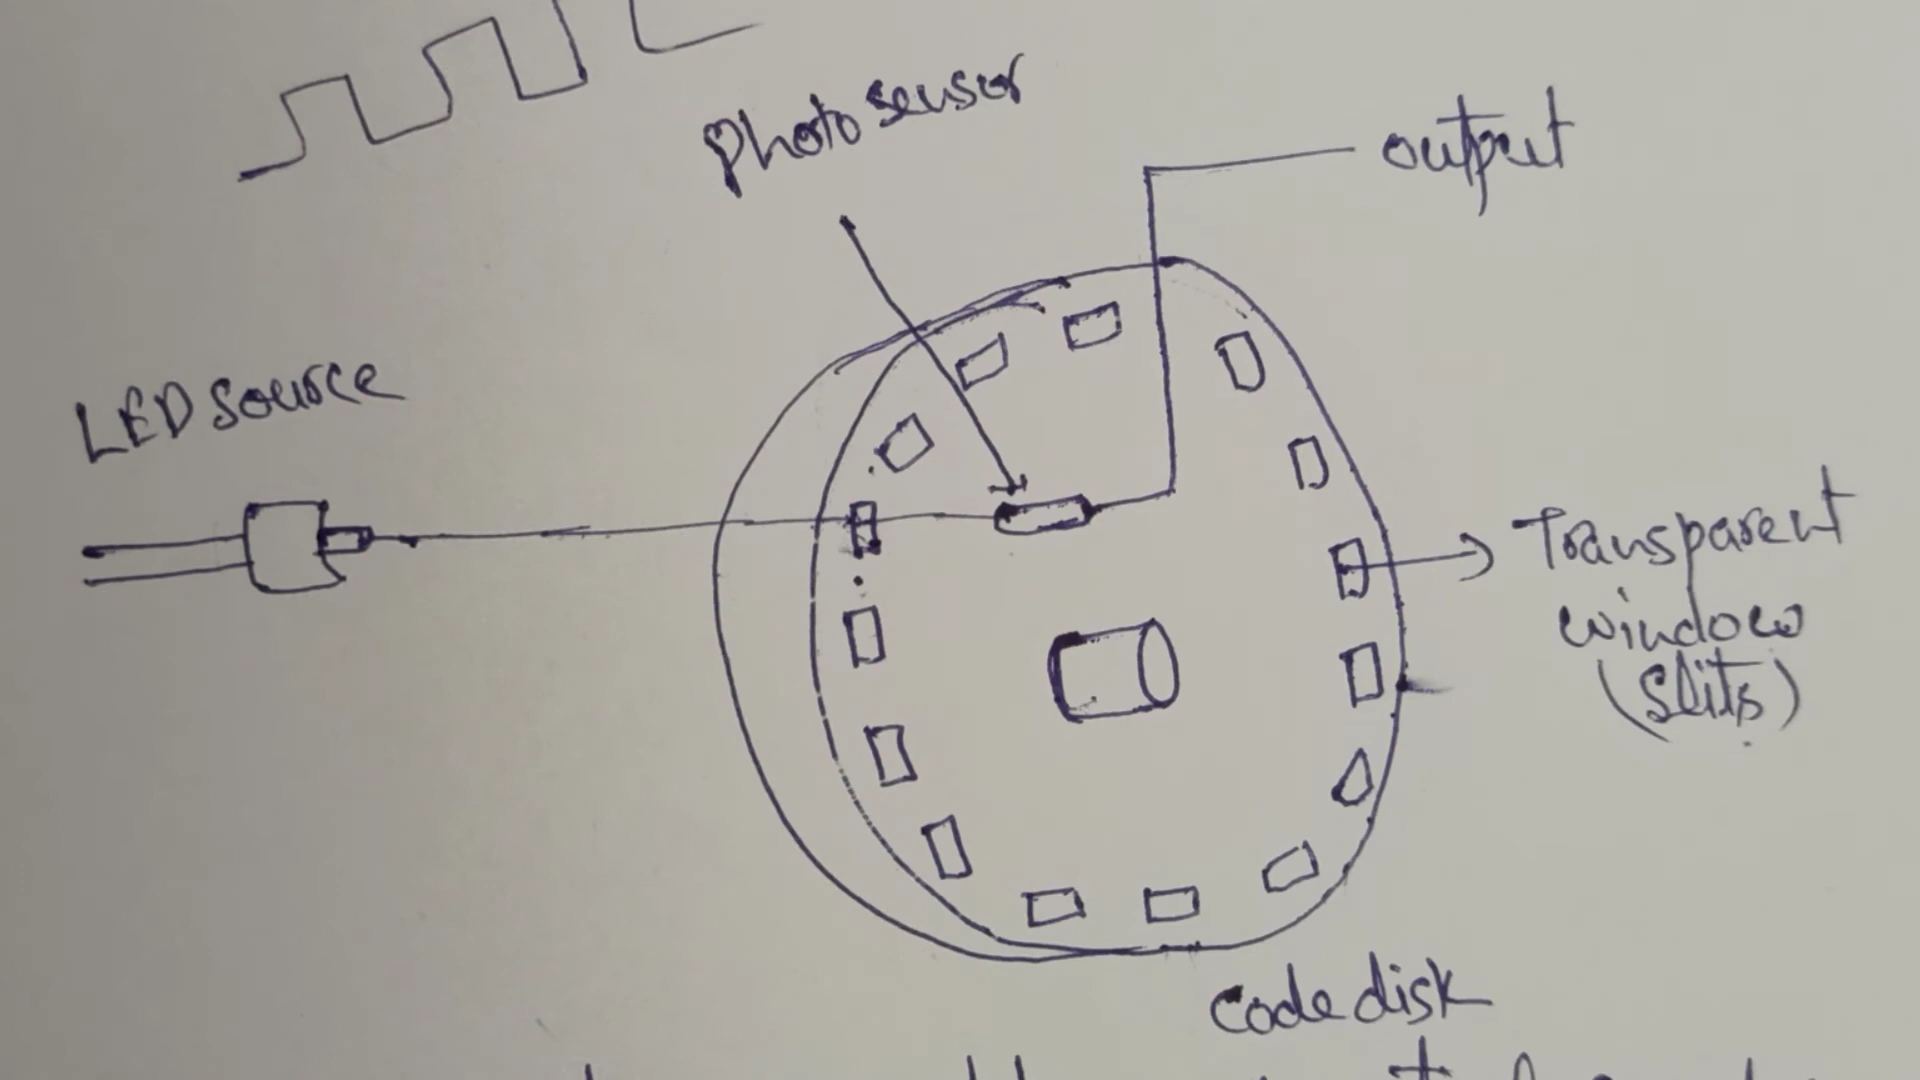 Photo sensor
output
LED source
Transparent
window
(slits)
code disk